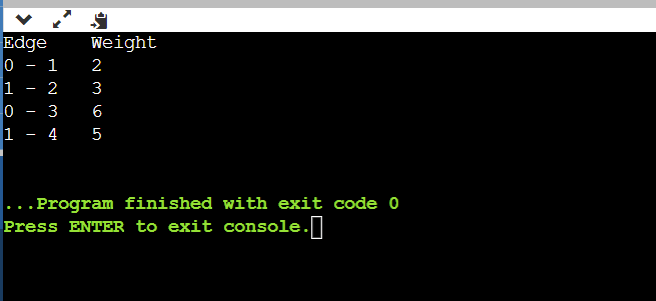 Edge    Weight
0 - 1   2
1 - 2   3
0 - 3   6
1 - 4   5
...Program finished with exit code 0
Press ENTER to exit console.